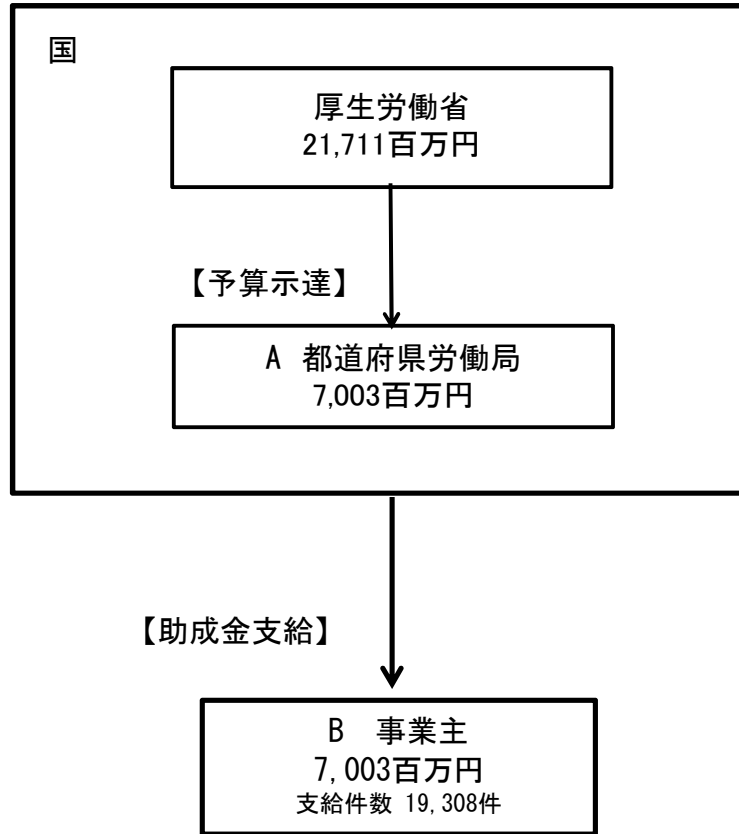 国
厚生労働省
21,711百万円
【予算示達】
A 都道府県労働局
7,003百万円
【助成金支給】
B 事業主
7,003百万円
支給件数 19,308件